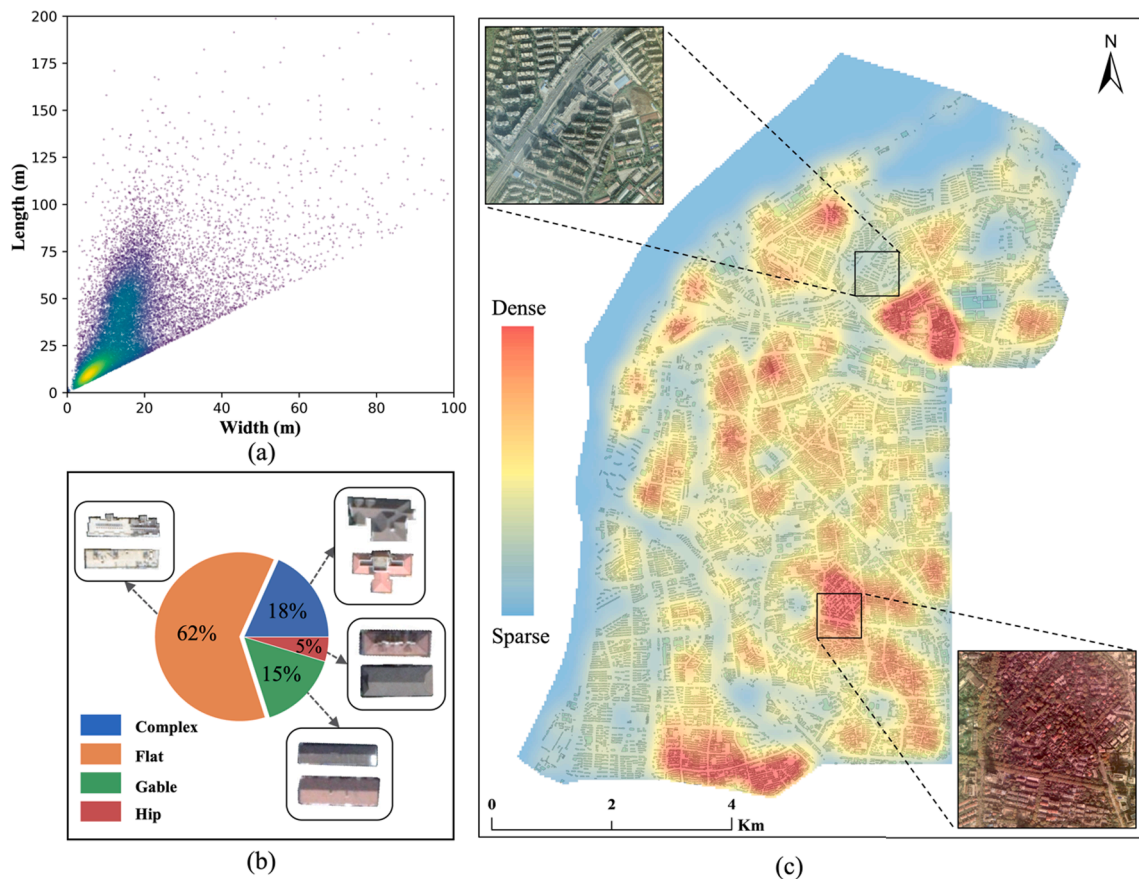 200
175
150
125
100
75
50
25
0
Length (m)
0 20 40 60 80 100
Width (m)
(a)
18%
62%
5%
15%
Complex
Flat
Gable
Hip
(b)
N
Dense
Sparse
0 2 4
Km
(c)